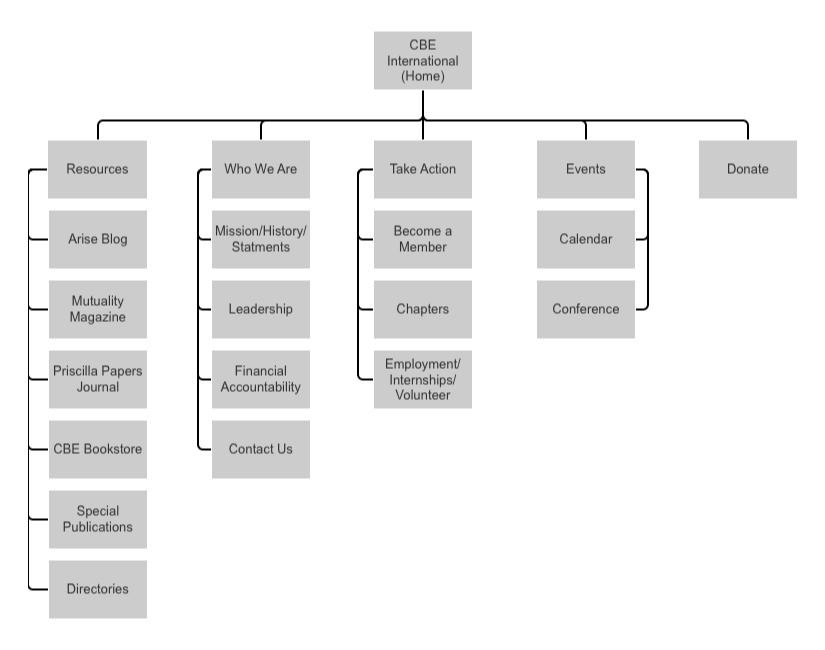 CBE
International
(Home)
Resources
Who We Are
Take Action
Events
Donate
Arise Blog
Mission/History/
Statments
Become a
Member
Calendar
Mutuality
Magazine
Leadership
Chapters
Conference
Priscilla Papers
Journal
Financial
Accountability
Employment/
Internships/
Volunteer
CBE Bookstore
Contact Us
Special
Publications
Directories